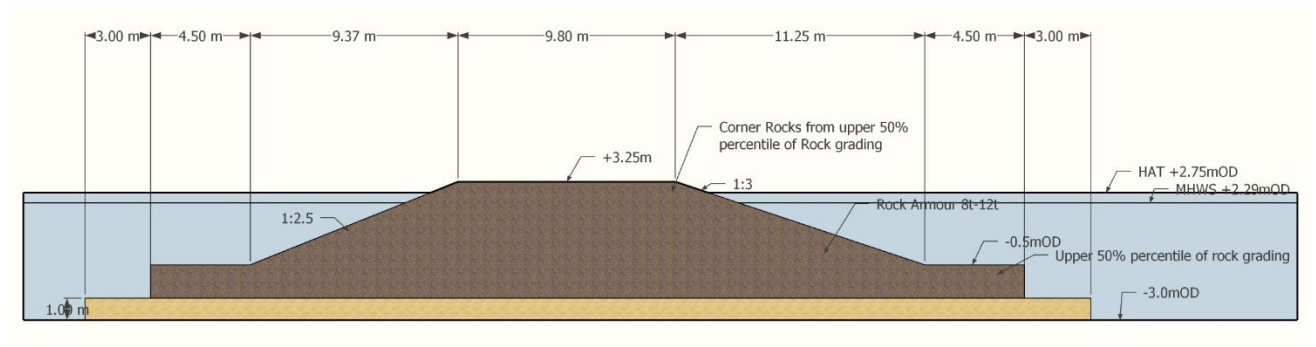 3.00 m
4.50 m
9.37 m
9.80 m
11.25 m
4.50 m
3.00 m
Corner Rocks from upper 50%
percentile of Rock grading
+3.25m
HAT +2.75mOD
1:3
MHWS +2.29mOD
Rock Armour 8t-12t
1:2.5
-0.5mOD
Upper 50% percentile of rock grading
-3.0mOD
1.00 m